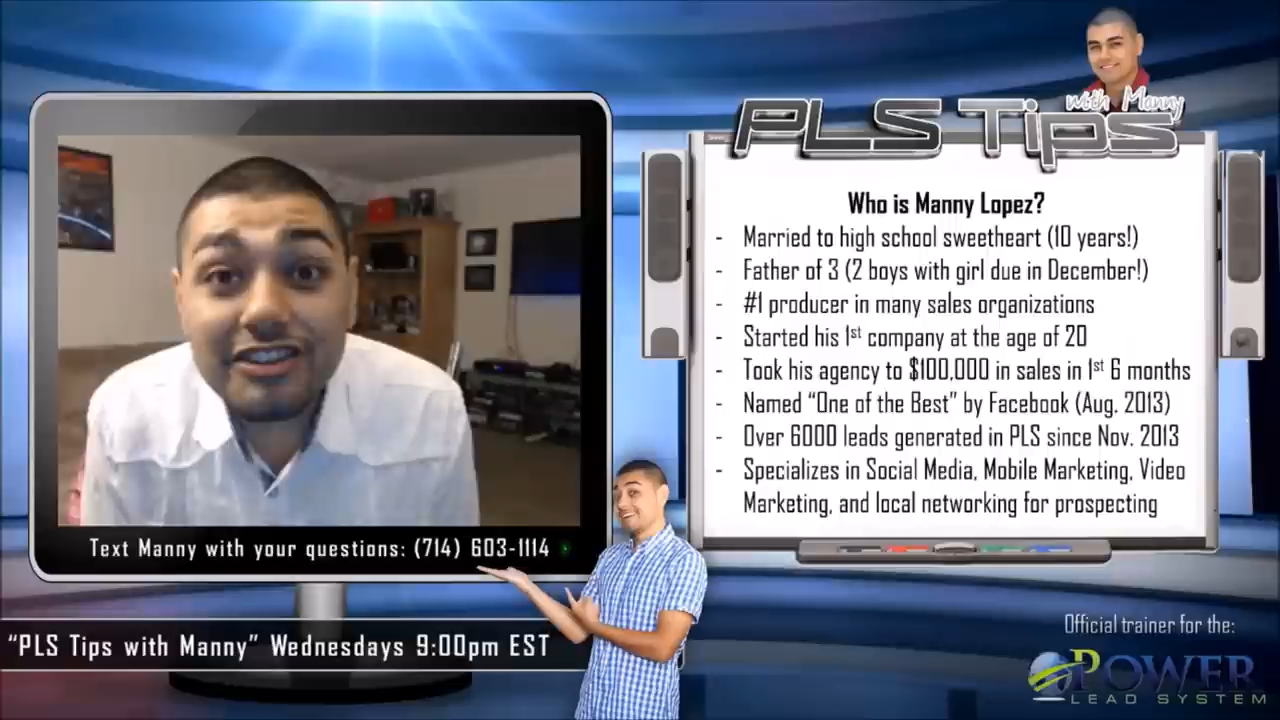 with Manny
PLS Tips
Who is Manny Lopez?
- Married to high school sweetheart (10 years!)
- Father of 3 (2 boys with girl due in December!)
- #1 producer in many sales organizations
- Started his 1st company at the age of 20
- Took his agency to $100,000 in sales in 1st 6 months
- Named “One of the Best” by Facebook (Aug. 2013)
- Over 6000 leads generated in PLS since Nov. 2013
- Specializes in Social Media, Mobile Marketing, Video
Marketing, and local networking for prospecting
Text Manny with your questions: (714) 603-1114
“PLS Tips with Manny” Wednesdays 9:00pm EST
Official trainer for the:
POWER
LEAD SYSTEM